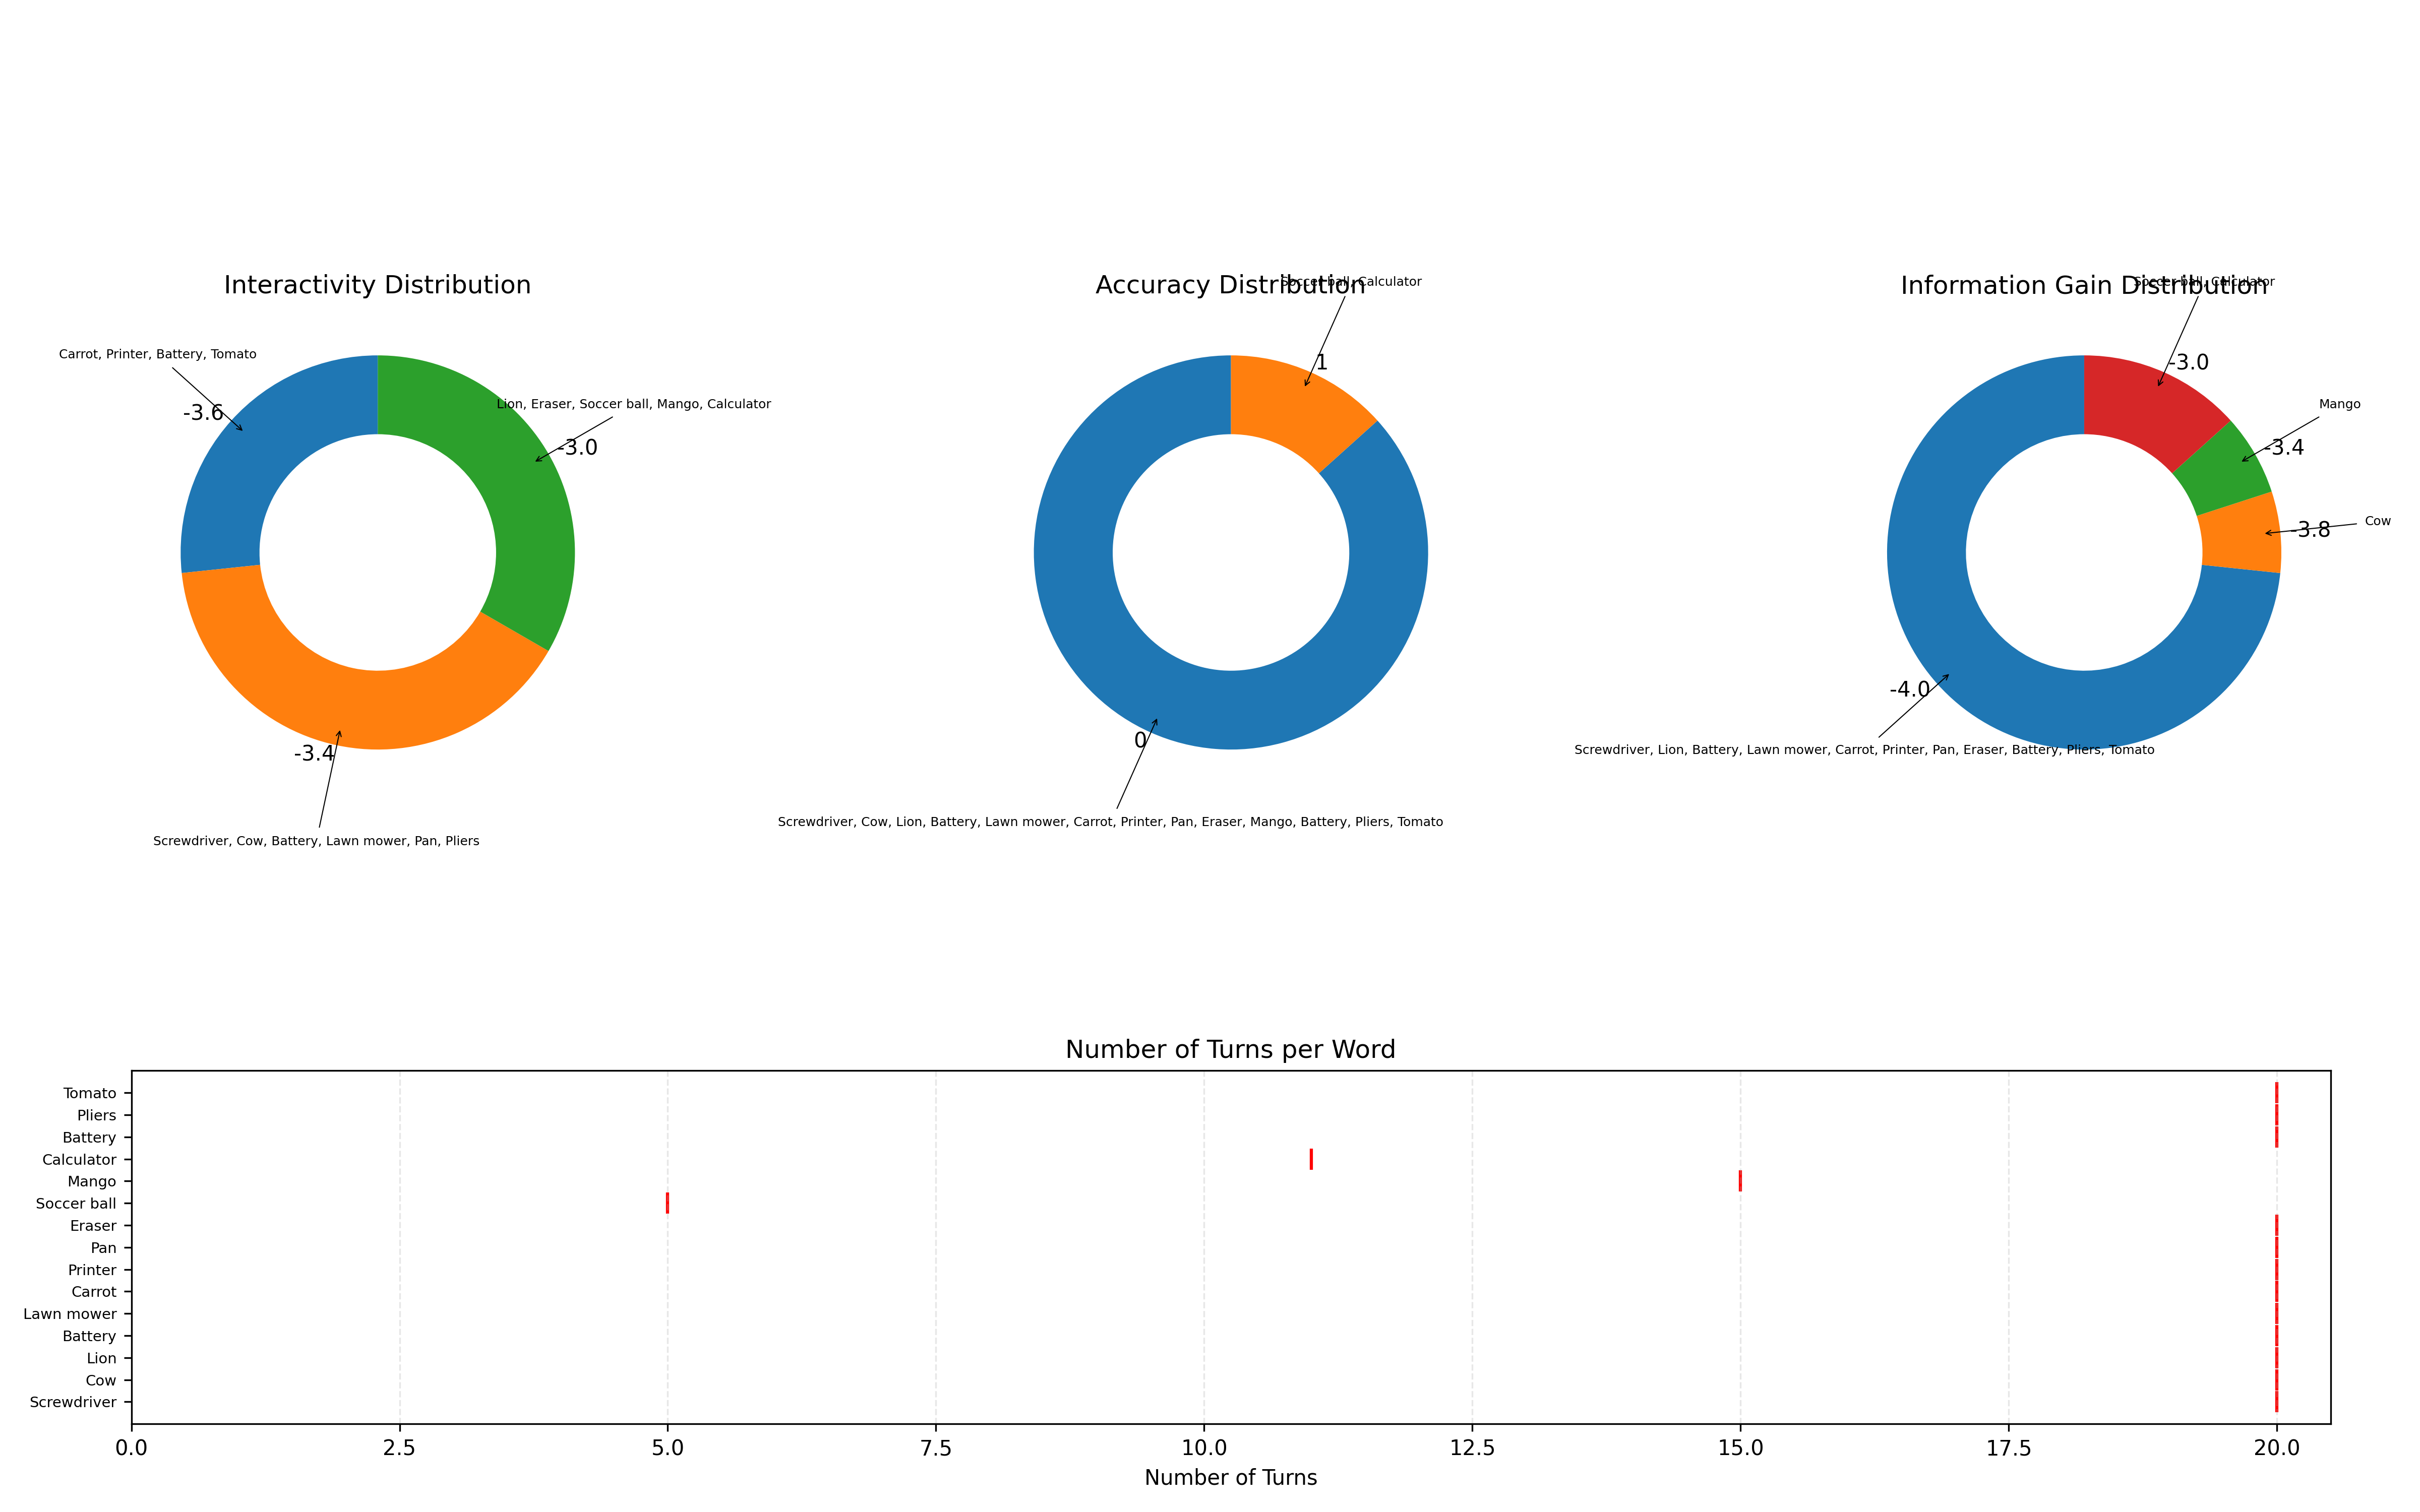 Interactivity Distribution
Carrot, Printer, Battery, Tomato
-3.6
Lion, Eraser, Soccer ball, Mango, Calculator
-3.0
-3.4
Screwdriver, Cow, Battery, Lawn mower, Pan, Pliers
Accuracy Distribution
Soccer ball, Calculator
1
0
Screwdriver, Cow, Lion, Battery, Lawn mower, Carrot, Printer, Pan, Eraser, Mango, Battery, Pliers, Tomato
Information Gain Distribution
Soccer ball, Calculator
-3.0
Mango
-3.4
Cow
-3.8
-4.0
Screwdriver, Lion, Battery, Lawn mower, Carrot, Printer, Pan, Eraser, Battery, Pliers, Tomato
Number of Turns per Word
Tomato
Pliers
Battery
Calculator
Mango
Soccer ball
Eraser
Pan
Printer
Carrot
Lawn mower
Battery
Lion
Cow
Screwdriver
0.0 2.5 5.0 7.5 10.0 12.5 15.0 17.5 20.0
Number of Turns